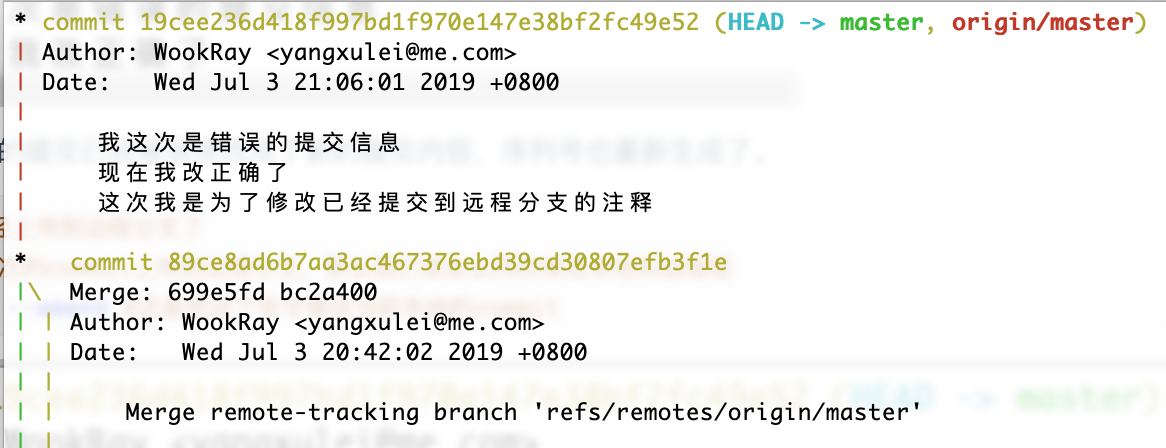 * commit 19cee236d418f997bd1f970e147e38bf2fc49e52 (HEAD -> master, origin/master)
| Author: WookRay <yangxulei@me.com>
| Date:   Wed Jul 3 21:06:01 2019 +0800
|
|     我这次是错误的提交信息
|     现在我改正确了
|     这次我是为了修改已经提交到远程分支的注释
|
*   commit 89ce8ad6b7aa3ac467376ebd39cd30807efb3f1e
|\  Merge: 699e5fd bc2a400
| | Author: WookRay <yangxulei@me.com>
| | Date:   Wed Jul 3 20:42:02 2019 +0800
| |
| |     Merge remote-tracking branch 'refs/remotes/origin/master'
| |